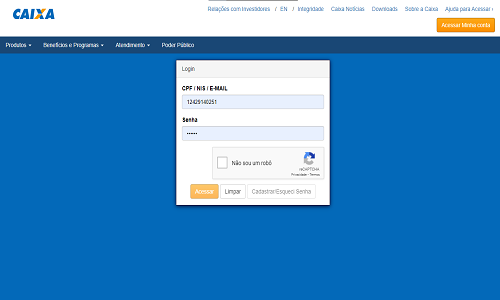 CAIXA
Relações com Investidores / EN / Integridade Caixa Notícias Downloads Sobre a Caixa Ajuda para Acessar ›
Acessar Minha conta
Produtos Benefícios e Programas Atendimento Poder Público
Login
CPF / NIS / E-MAIL
12429140251
Senha
••••••
Não sou um robô
reCAPTCHA
Privacidade - Termos
Acessar Limpar Cadastrar/Esqueci Senha